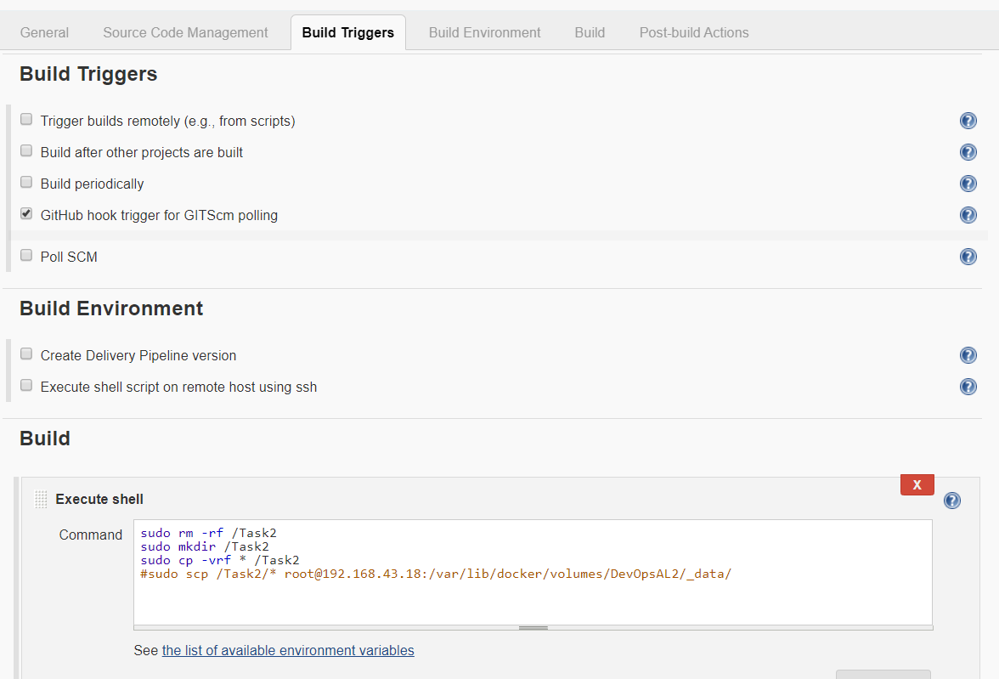 General Source Code Management Build Triggers Build Environment Build Post-build Actions
Build Triggers
Trigger builds remotely (e.g., from scripts)
Build after other projects are built
Build periodically
GitHub hook trigger for GITScm polling
Poll SCM
Build Environment
Create Delivery Pipeline version
Execute shell script on remote host using ssh
Build
X
Execute shell
Command
sudo rm -rf /Task2
sudo mkdir /Task2
sudo cp -vrf * /Task2
#sudo scp /Task2/* root@192.168.43.18:/var/lib/docker/volumes/DevOpsAL2/_data/
See the list of available environment variables